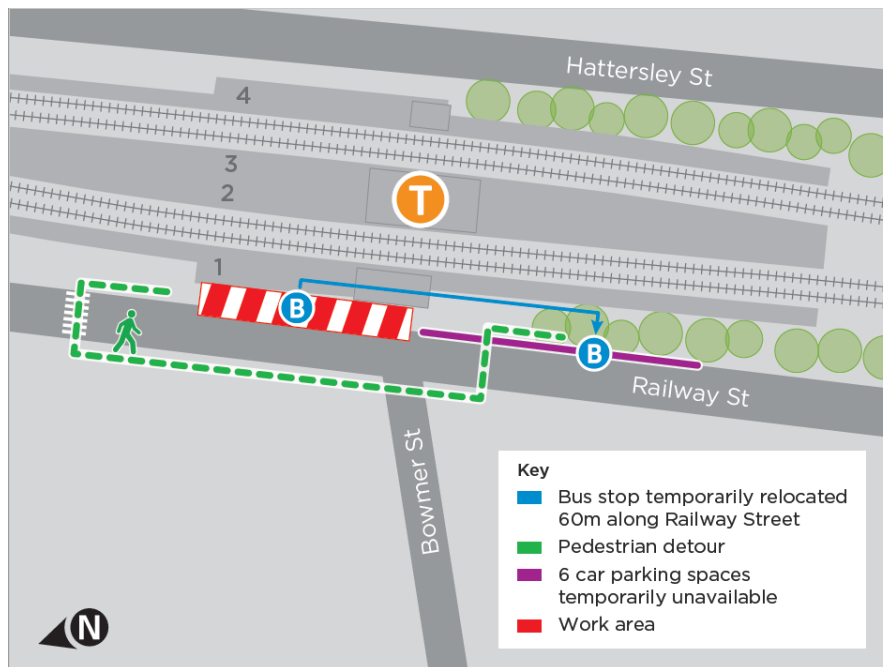 Hattersley St
4
3
2
T
1
B
B
Railway St
Bowmer St
Key
Bus stop temporarily relocated
60m along Railway Street
Pedestrian detour
6 car parking spaces
temporarily unavailable
Work area
N